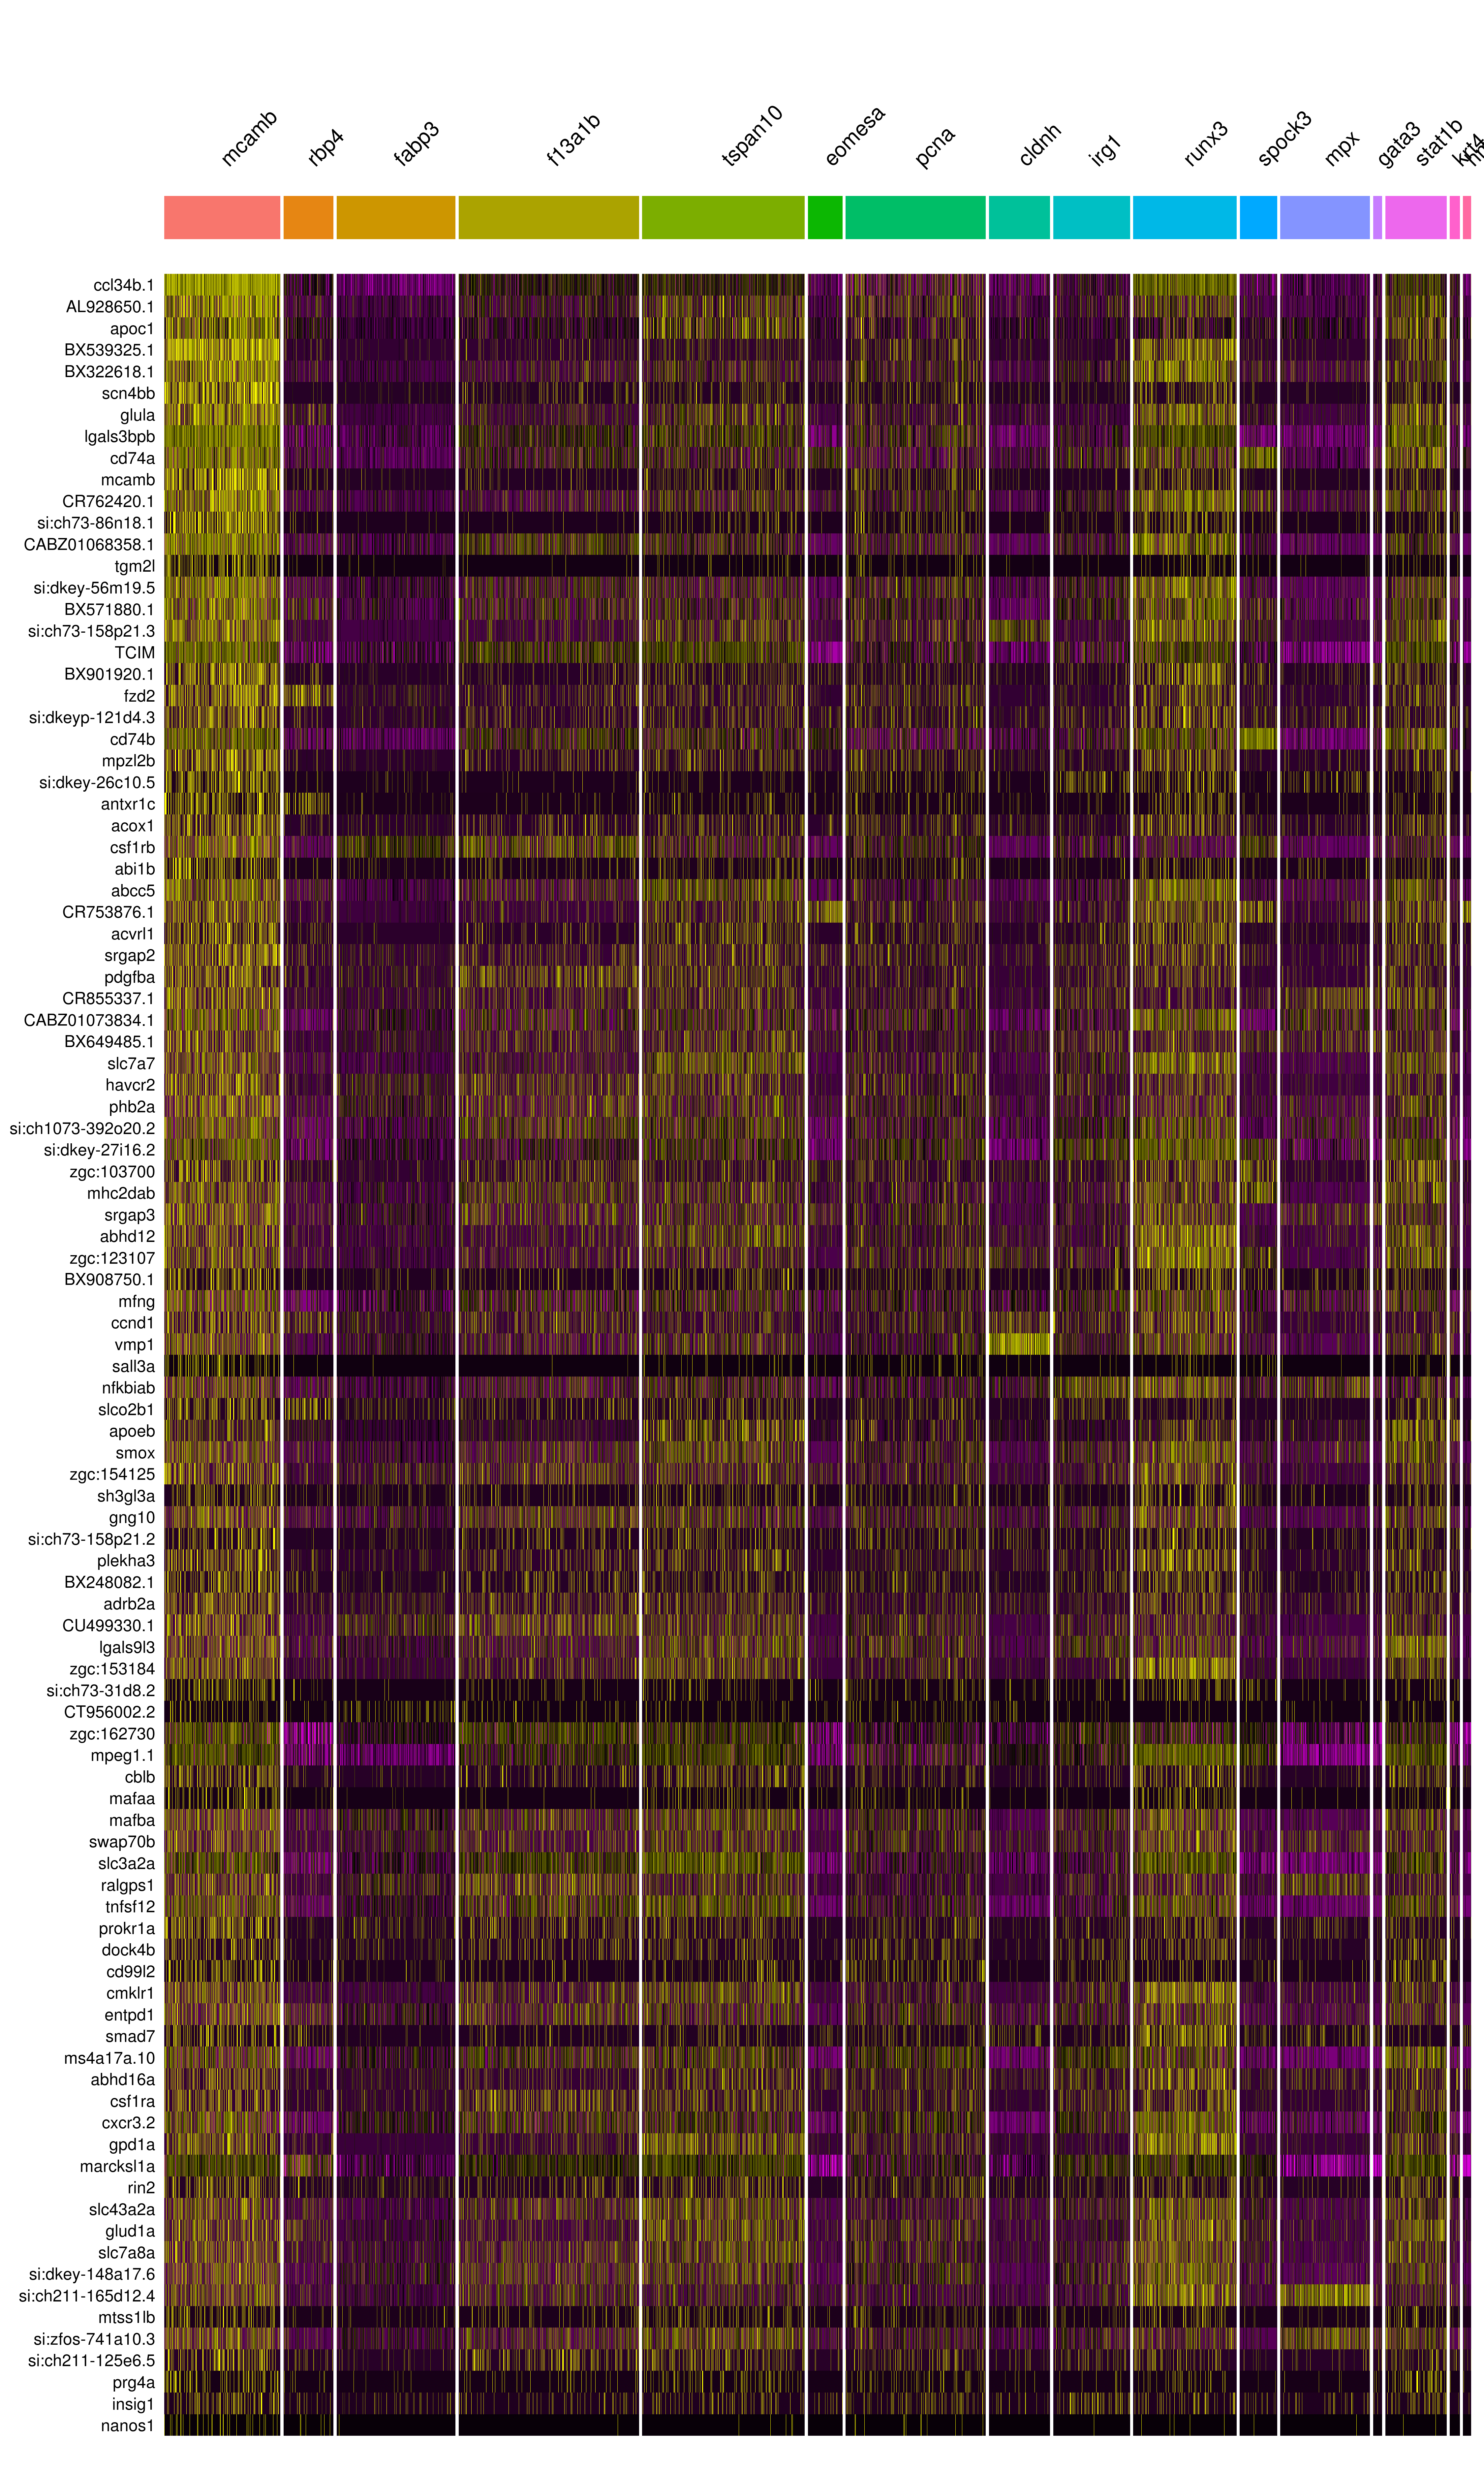 mcamb
rbp4
fabp3
f13a1b
tspan10
eomesa
pcna
cldnh
irg1
runx3
spock3
mpx
gata3
stat1b
krt4
ccl34b.1
AL928650.1
apoc1
BX539325.1
BX322618.1
scn4bb
glula
lgals3bpb
cd74a
mcamb
CR762420.1
si:ch73-86n18.1
CABZ01068358.1
tgm2l
si:dkey-56m19.5
BX571880.1
si:ch73-158p21.3
TCIM
BX901920.1
fzd2
si:dkeyp-121d4.3
cd74b
mpzl2b
si:dkey-26c10.5
antxr1c
acox1
csf1rb
abi1b
abcc5
CR753876.1
acvrl1
srgap2
pdgfba
CR855337.1
CABZ01073834.1
BX649485.1
slc7a7
havcr2
phb2a
si:ch1073-392o20.2
si:dkey-27i16.2
zgc:103700
mhc2dab
srgap3
abhd12
zgc:123107
BX908750.1
mfng
ccnd1
vmp1
sall3a
nfkbiab
slco2b1
apoeb
smox
zgc:154125
sh3gl3a
gng10
si:ch73-158p21.2
plekha3
BX248082.1
adrb2a
CU499330.1
lgals9l3
zgc:153184
si:ch73-31d8.2
CT956002.2
zgc:162730
mpeg1.1
cblb
mafaa
mafba
swap70b
slc3a2a
ralgps1
tnfsf12
prokr1a
dock4b
cd99l2
cmklr1
entpd1
smad7
ms4a17a.10
abhd16a
csf1ra
cxcr3.2
gpd1a
marcksl1a
rin2
slc43a2a
glud1a
slc7a8a
si:dkey-148a17.6
si:ch211-165d12.4
mtss1lb
si:zfos-741a10.3
si:ch211-125e6.5
prg4a
insig1
nanos1